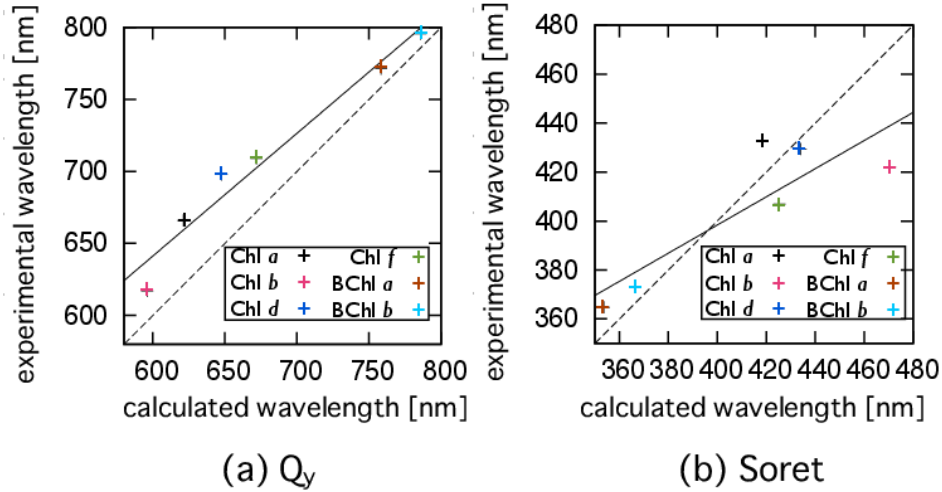 experimental wavelength [nm]
800
750
700
650
600
600 650 700 750 800
Chl a
Chl b
Chl d
Chl f
BChl a
BChl b
calculated wavelength [nm]
(a) Qy
experimental wavelength [nm]
480
460
440
420
400
380
360
360 380 400 420 440 460 480
Chl a
Chl b
Chl d
Chl f
BChl a
BChl b
calculated wavelength [nm]
(b) Soret